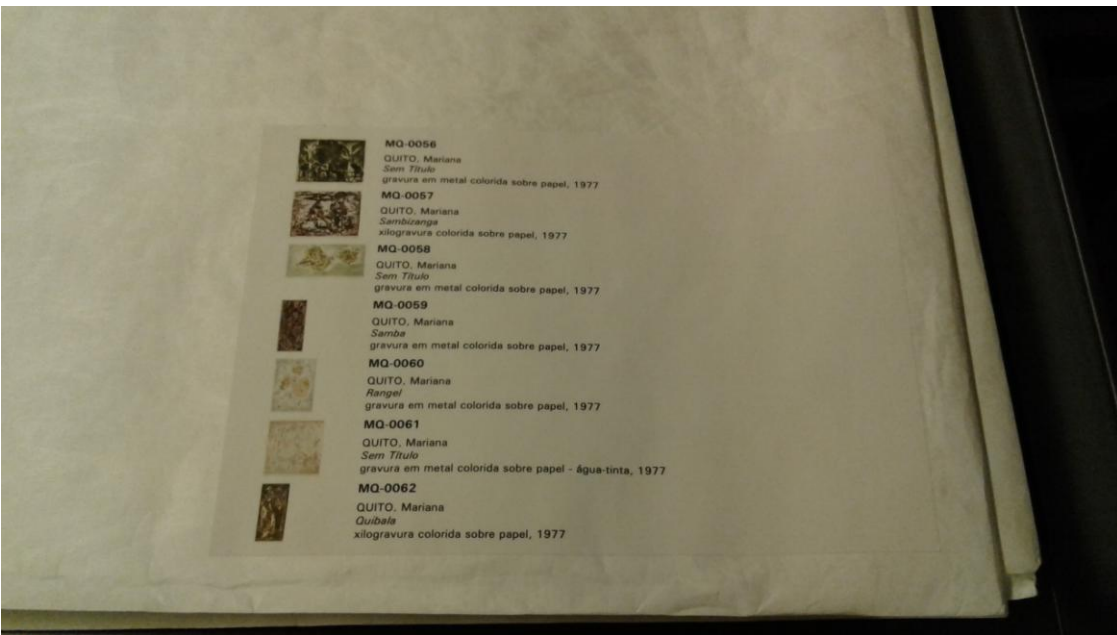 MQ-0056
QUITO, Mariana
Sem Título
gravura em metal colorida sobre papel, 1977
MQ-0057
QUITO, Mariana
Sambizanga
xilogravura colorida sobre papel, 1977
MQ-0058
QUITO, Mariana
Sem Título
gravura em metal colorida sobre papel, 1977
MQ-0059
QUITO, Mariana
Samba
gravura em metal colorida sobre papel, 1977
MQ-0060
QUITO, Mariana
Rangel
gravura em metal colorida sobre papel, 1977
MQ-0061
QUITO, Mariana
Sem Título
gravura em metal colorida sobre papel - água-tinta, 1977
MQ-0062
QUITO, Mariana
Quibala
xilogravura colorida sobre papel, 1977